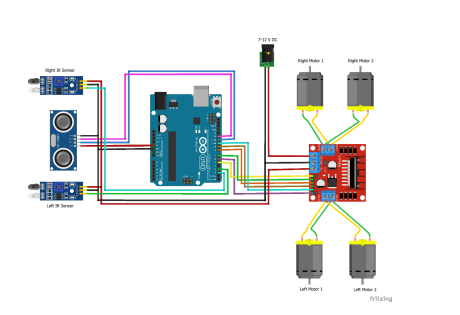 7-12 V DC
Right Motor 1
Right Motor 2
Right IR Sensor
UNO
Left IR Sensor
Left Motor 1
Left Motor 2
fritzing